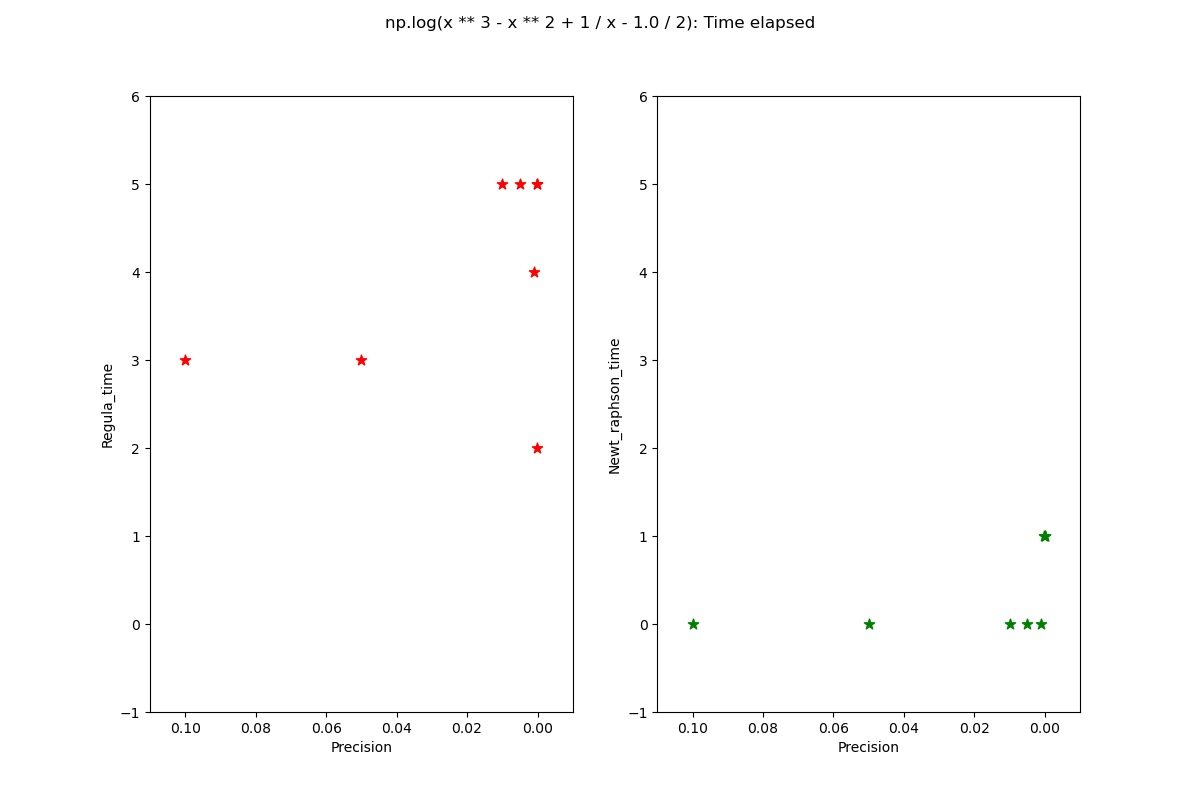 np.log(x ** 3 - x ** 2 + 1 / x - 1.0 / 2): Time elapsed
Regula_time
6
5
4
3
2
1
0
−1
0.10 0.08 0.06 0.04 0.02 0.00
Precision
Newt_raphson_time
6
5
4
3
2
1
0
−1
0.10 0.08 0.06 0.04 0.02 0.00
Precision